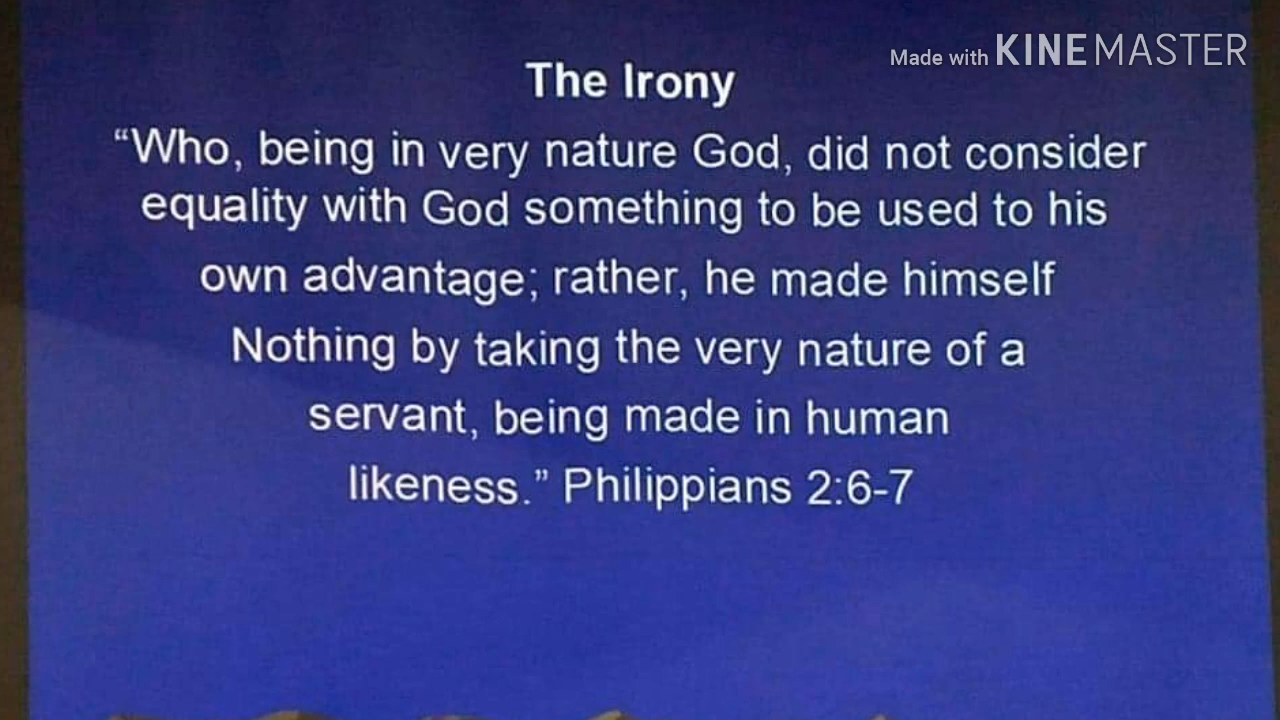 Made with KINEMASTER
The Irony
“Who, being in very nature God, did not consider
equality with God something to be used to his
own advantage; rather, he made himself
Nothing by taking the very nature of a
servant, being made in human
likeness.” Philippians 2:6-7